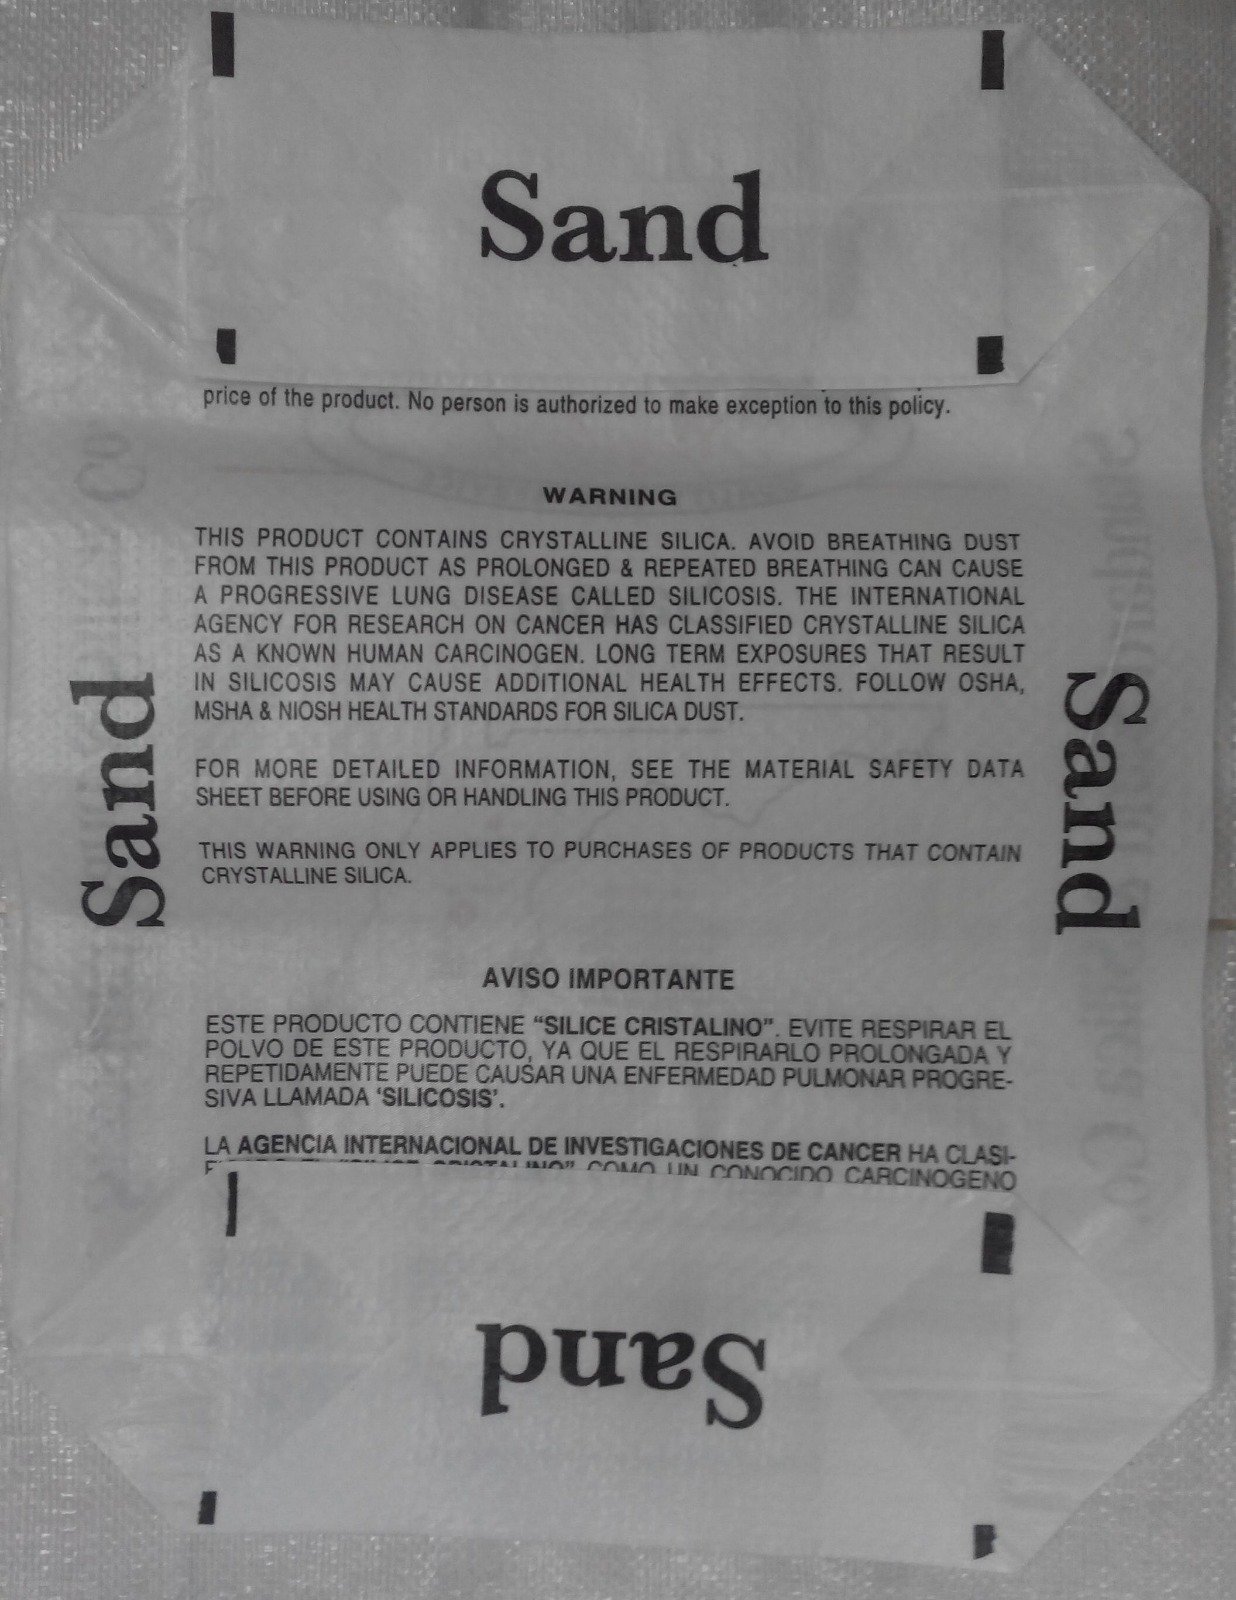 Sand
price of the product. No person is authorized to make exception to this policy.
WARNING
THIS PRODUCT CONTAINS CRYSTALLINE SILICA. AVOID BREATHING DUST
FROM THIS PRODUCT AS PROLONGED & REPEATED BREATHING CAN CAUSE
A PROGRESSIVE LUNG DISEASE CALLED SILICOSIS. THE INTERNATIONAL
AGENCY FOR RESEARCH ON CANCER HAS CLASSIFIED CRYSTALLINE SILICA
AS A KNOWN HUMAN CARCINOGEN. LONG TERM EXPOSURES THAT RESULT
IN SILICOSIS MAY CAUSE ADDITIONAL HEALTH EFFECTS. FOLLOW OSHA,
MSHA & NIOSH HEALTH STANDARDS FOR SILICA DUST.
FOR MORE DETAILED INFORMATION, SEE THE MATERIAL SAFETY DATA
SHEET BEFORE USING OR HANDLING THIS PRODUCT.
THIS WARNING ONLY APPLIES TO PURCHASES OF PRODUCTS THAT CONTAIN
CRYSTALLINE SILICA.
Sand
Sand
AVISO IMPORTANTE
ESTE PRODUCTO CONTIENE “SILICE CRISTALINO”. EVITE RESPIRAR EL
POLVO DE ESTE PRODUCTO, YA QUE EL RESPIRARLO PROLONGADA Y
REPETIDAMENTE PUEDE CAUSAR UNA ENFERMEDAD PULMONAR PROGRE-
SIVA LLAMADA ‘SILICOSIS’.
LA AGENCIA INTERNACIONAL DE INVESTIGACIONES DE CANCER HA CLASI-
CRISTALINO” COMO UN CONOCIDO CARCINOGENO
Sand